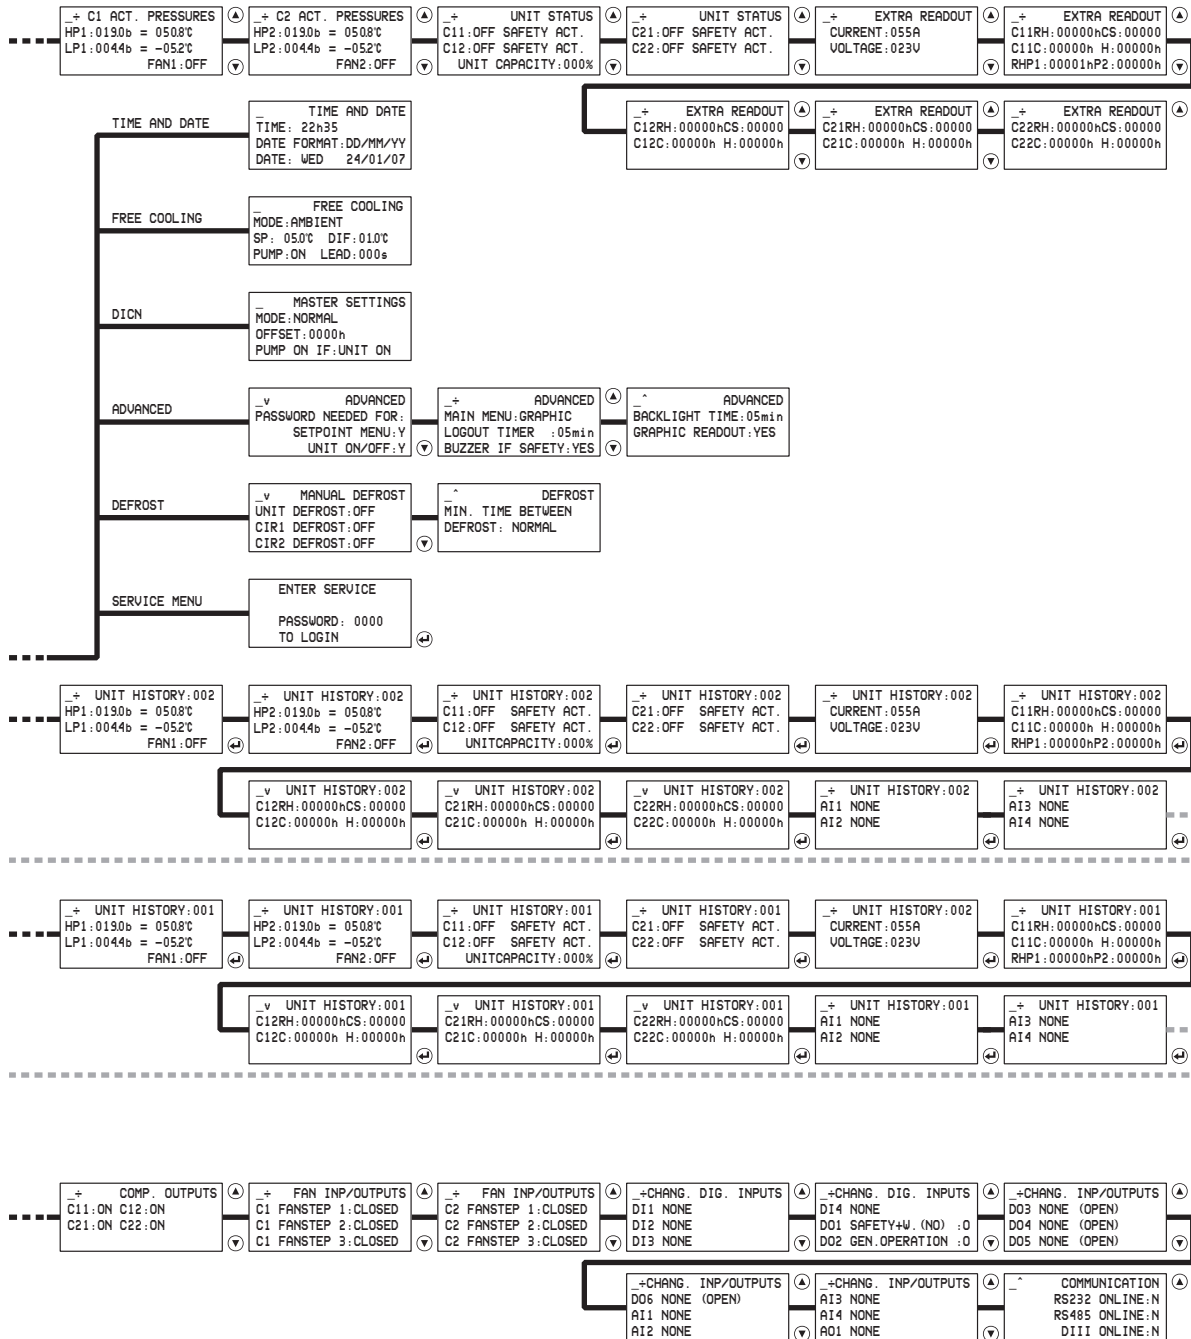 _÷ C1 ACT. PRESSURES
HP1:019.0b = 050.8°C
LP1:004.4b = -05.2°C
FAN1:OFF
_÷ C2 ACT. PRESSURES
HP2:019.0b = 050.8°C
LP2:004.4b = -05.2°C
FAN2:OFF
_÷ UNIT STATUS
C11:OFF SAFETY ACT.
C12:OFF SAFETY ACT.
UNIT CAPACITY:000%
_÷ UNIT STATUS
C21:OFF SAFETY ACT.
C22:OFF SAFETY ACT.
_÷ EXTRA READOUT
CURRENT:055A
VOLTAGE:023V
_÷ EXTRA READOUT
C11RH:00000hCS:00000
C11C:00000h H:00000h
RHP1:00001hP2:00000h
_÷ EXTRA READOUT
C12RH:00000hCS:00000
C12C:00000h H:00000h
_÷ EXTRA READOUT
C21RH:00000hCS:00000
C21C:00000h H:00000h
_÷ EXTRA READOUT
C22RH:00000hCS:00000
C22C:00000h H:00000h
TIME AND DATE
_ TIME AND DATE
TIME: 22h35
DATE FORMAT:DD/MM/YY
DATE: WED 24/01/07
FREE COOLING
_ FREE COOLING
MODE:AMBIENT
SP: 05.0°C DIF:01.0°C
PUMP:ON LEAD:000s
DICN
_ MASTER SETTINGS
MODE:NORMAL
OFFSET:0000h
PUMP ON IF:UNIT ON
ADVANCED
_v ADVANCED
PASSWORD NEEDED FOR:
SETPOINT MENU:Y
UNIT ON/OFF:Y
_÷ ADVANCED
MAIN MENU:GRAPHIC
LOGOUT TIMER :05min
BUZZER IF SAFETY:YES
_^ ADVANCED
BACKLIGHT TIME:05min
GRAPHIC READOUT:YES
DEFROST
_v MANUAL DEFROST
UNIT DEFROST:OFF
CIR1 DEFROST:OFF
CIR2 DEFROST:OFF
_^ DEFROST
MIN. TIME BETWEEN
DEFROST: NORMAL
SERVICE MENU
ENTER SERVICE
PASSWORD: 0000
TO LOGIN
_÷ UNIT HISTORY:002
HP1:019.0b = 050.8°C
LP1:004.4b = -05.2°C
FAN1:OFF
_÷ UNIT HISTORY:002
HP2:019.0b = 050.8°C
LP2:004.4b = -05.2°C
FAN2:OFF
_÷ UNIT HISTORY:002
C11:OFF SAFETY ACT.
C12:OFF SAFETY ACT.
UNITCAPACITY:000%
_÷ UNIT HISTORY:002
C21:OFF SAFETY ACT.
C22:OFF SAFETY ACT.
_÷ UNIT HISTORY:002
CURRENT:055A
VOLTAGE:023V
_÷ UNIT HISTORY:002
C11RH:00000hCS:00000
C11C:00000h H:00000h
RHP1:00000hP2:00000h
_v UNIT HISTORY:002
C12RH:00000hCS:00000
C12C:00000h H:00000h
_v UNIT HISTORY:002
C21RH:00000hCS:00000
C21C:00000h H:00000h
_v UNIT HISTORY:002
C22RH:00000hCS:00000
C22C:00000h H:00000h
_÷ UNIT HISTORY:002
AI1 NONE
AI2 NONE
_÷ UNIT HISTORY:002
AI3 NONE
AI4 NONE
_÷ UNIT HISTORY:001
HP1:019.0b = 050.8°C
LP1:004.4b = -05.2°C
FAN1:OFF
_÷ UNIT HISTORY:001
HP2:019.0b = 050.8°C
LP2:004.4b = -05.2°C
FAN2:OFF
_÷ UNIT HISTORY:001
C11:OFF SAFETY ACT.
C12:OFF SAFETY ACT.
UNITCAPACITY:000%
_÷ UNIT HISTORY:001
C21:OFF SAFETY ACT.
C22:OFF SAFETY ACT.
_÷ UNIT HISTORY:002
CURRENT:055A
VOLTAGE:023V
_÷ UNIT HISTORY:001
C11RH:00000hCS:00000
C11C:00000h H:00000h
RHP1:00000hP2:00000h
_v UNIT HISTORY:001
C12RH:00000hCS:00000
C12C:00000h H:00000h
_v UNIT HISTORY:001
C21RH:00000hCS:00000
C21C:00000h H:00000h
_v UNIT HISTORY:001
C22RH:00000hCS:00000
C22C:00000h H:00000h
_÷ UNIT HISTORY:001
AI1 NONE
AI2 NONE
_÷ UNIT HISTORY:001
AI3 NONE
AI4 NONE
_÷ COMP. OUTPUTS
C11:ON C12:ON
C21:ON C22:ON
_÷ FAN INP/OUTPUTS
C1 FANSTEP 1:CLOSED
C1 FANSTEP 2:CLOSED
C1 FANSTEP 3:CLOSED
_÷ FAN INP/OUTPUTS
C2 FANSTEP 1:CLOSED
C2 FANSTEP 2:CLOSED
C2 FANSTEP 3:CLOSED
_÷CHANG. DIG. INPUTS
DI1 NONE
DI2 NONE
DI3 NONE
_÷CHANG. DIG. INPUTS
DI4 NONE
DO1 SAFETY+W.(NO) :O
DO2 GEN.OPERATION :O
_÷CHANG. INP/OUTPUTS
DO3 NONE (OPEN)
DO4 NONE (OPEN)
DO5 NONE (OPEN)
_÷CHANG. INP/OUTPUTS
DO6 NONE (OPEN)
AI1 NONE
AI2 NONE
_÷CHANG. INP/OUTPUTS
AI3 NONE
AI4 NONE
AO1 NONE
_^ COMMUNICATION
RS232 ONLINE:N
RS485 ONLINE:N
DIII ONLINE:N